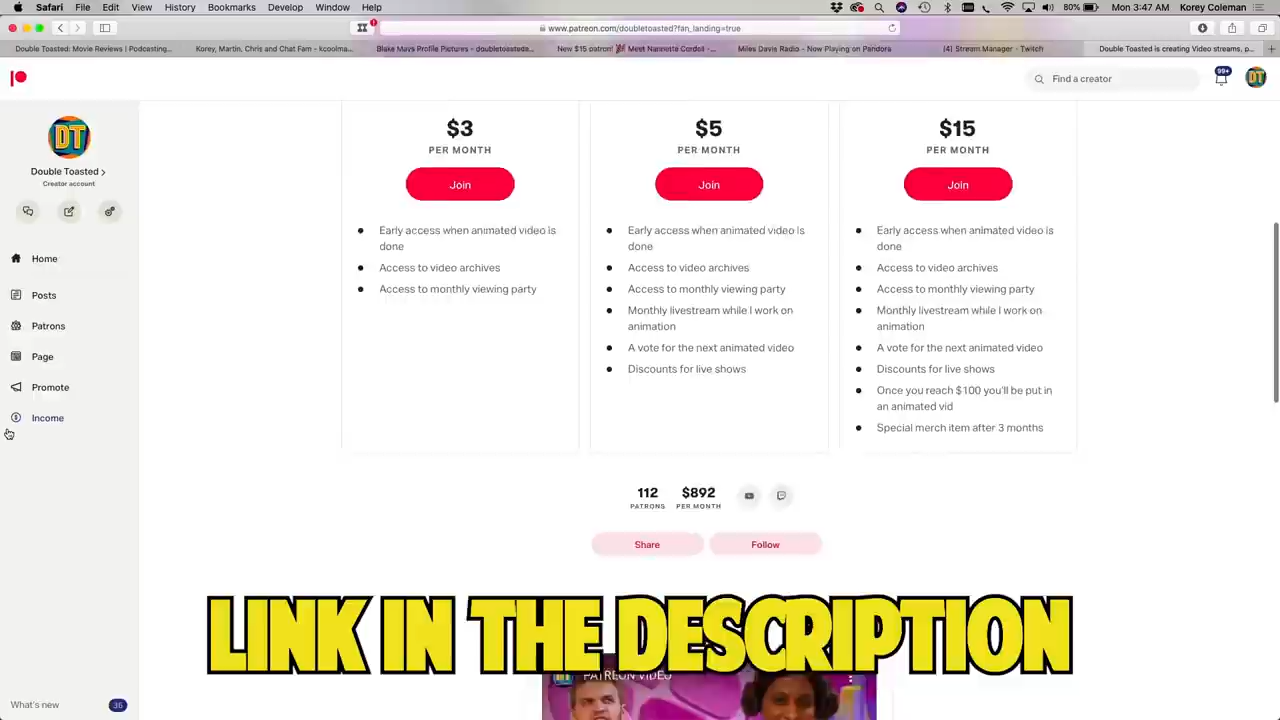 Safari File Edit View History Bookmarks Develop Window Help
80% Mon 3:47 AM Korey Coleman
www.patreon.com/doubletoasted?fan_landing=true
Double Toasted: Movie Reviews | Podcasting...
Korey, Martin, Chris and Chat Fam - kcoolma...
Blake Mays Profile Pictures - doubletoasteda...
New $15 patron! Meet Nannette Cordell - ...
Miles Davis Radio - Now Playing on Pandora
(4) Stream Manager - Twitch
Double Toasted is creating Video streams, p...
Find a creator
99+
DT
Double Toasted
Creator account
Home
Posts
Patrons
Page
Promote
Income
What's new
36
$3
PER MONTH
Join
Early access when animated video is
done
Access to video archives
Access to monthly viewing party
$5
PER MONTH
Join
Early access when animated video is
done
Access to video archives
Access to monthly viewing party
Monthly livestream while I work on
animation
A vote for the next animated video
Discounts for live shows
$15
PER MONTH
Join
Early access when animated video is
done
Access to video archives
Access to monthly viewing party
Monthly livestream while I work on
animation
A vote for the next animated video
Discounts for live shows
Once you reach $100 you'll be put in
an animated vid
Special merch item after 3 months
112 $892
PATRONS PER MONTH
Share Follow
LINK IN THE DESCRIPTION
DT PATREON VIDEO